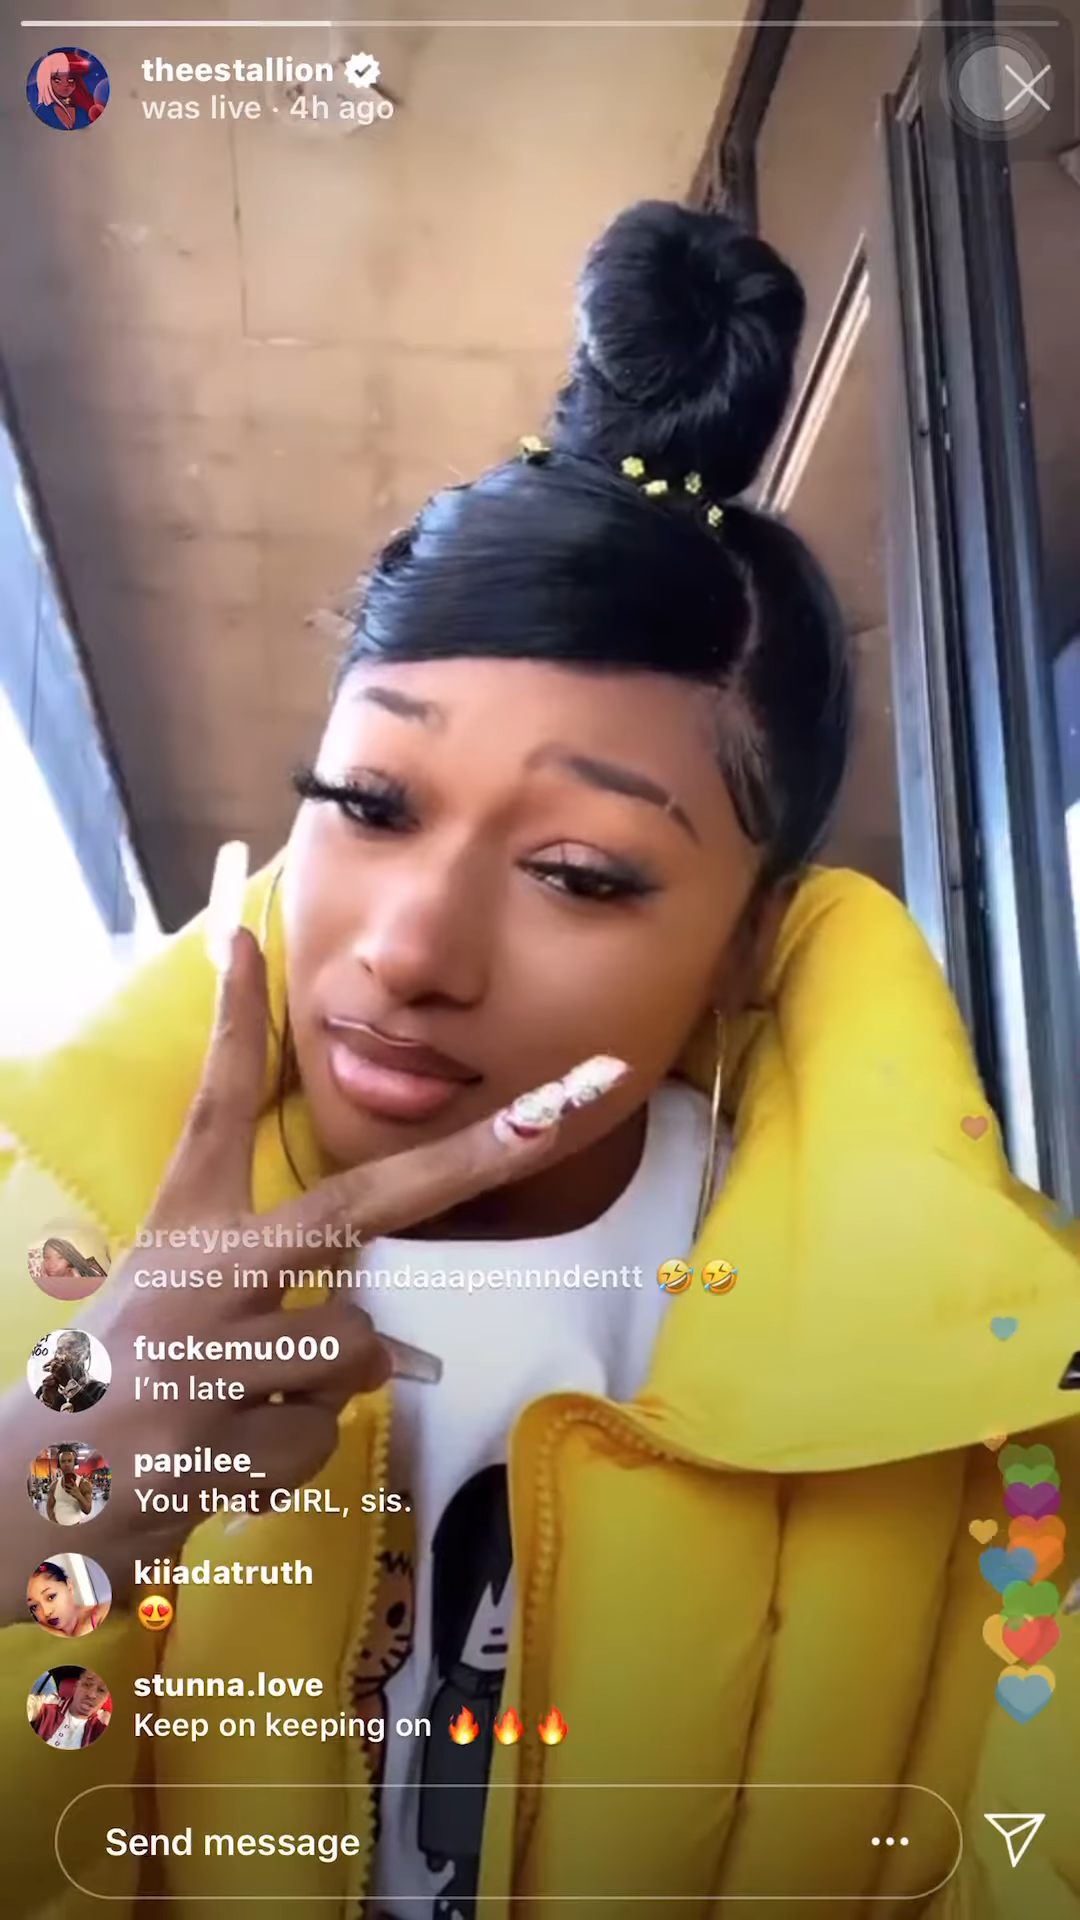 theestallion
was live · 4h ago
bretypethickk
cause im nnnnnndaaapennndentt 🤣🤣
fuckemu000
I’m late
papilee_
You that GIRL, sis.
kiiadatruth
😍
stunna.love
Keep on keeping on 🔥🔥🔥
Send message